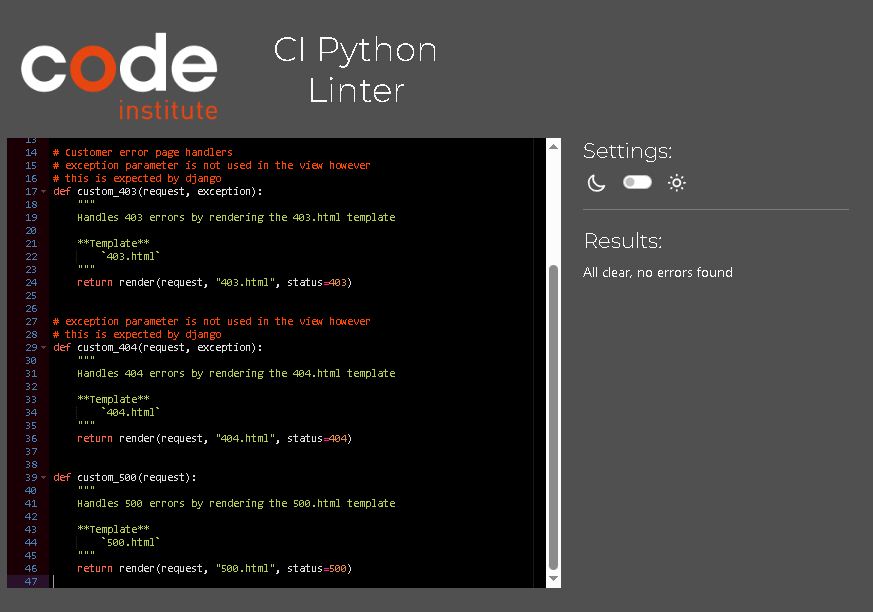 code
institute
CI Python
Linter
13
14 # Customer error page handlers
15 # exception parameter is not used in the view however
16 # this is expected by django
17 def custom_403(request, exception):
18 """
19 Handles 403 errors by rendering the 403.html template
20
21 **Template**
22 `403.html`
23 """
24 return render(request, "403.html", status=403)
25
26
27 # exception parameter is not used in the view however
28 # this is expected by django
29 def custom_404(request, exception):
30 """
31 Handles 404 errors by rendering the 404.html template
32
33 **Template**
34 `404.html`
35 """
36 return render(request, "404.html", status=404)
37
38
39 def custom_500(request):
40 """
41 Handles 500 errors by rendering the 500.html template
42
43 **Template**
44 `500.html`
45 """
46 return render(request, "500.html", status=500)
47
Settings:
Results:
All clear, no errors found